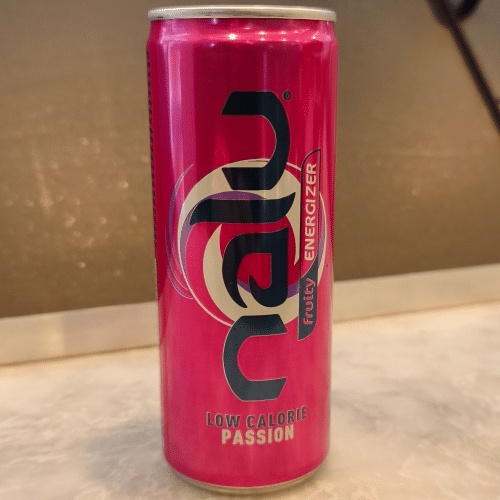 nalu®
fruity ENERGIZER
LOW CALORIE
PASSION